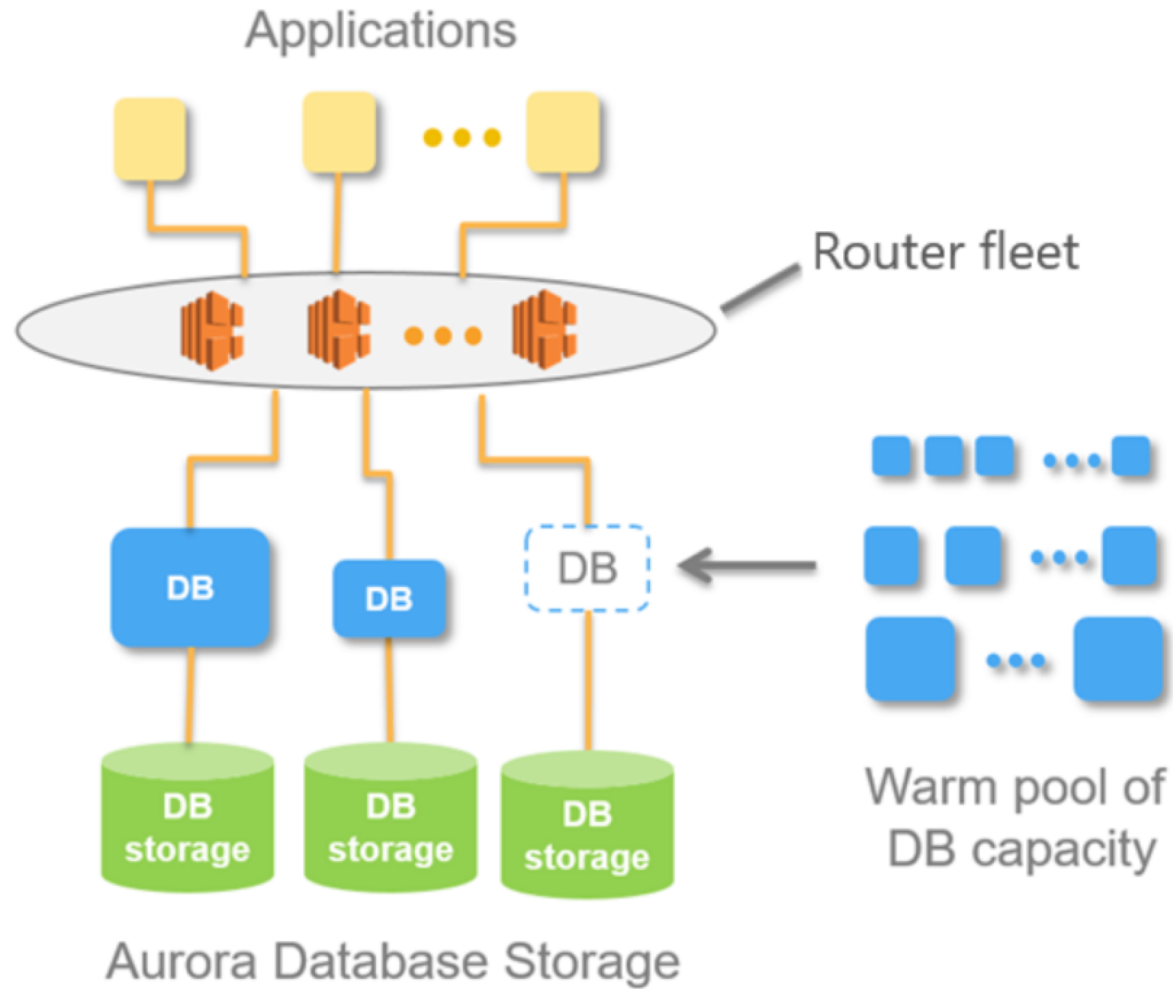 Applications
Router fleet
DB
DB
DB
DB
storage
DB
storage
DB
storage
Warm pool of
DB capacity
Aurora Database Storage